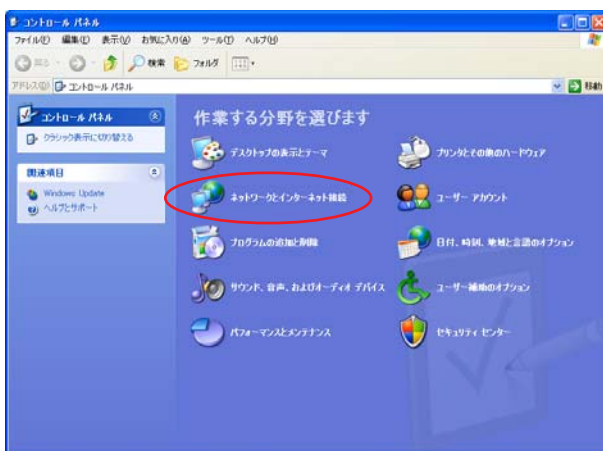 コントロール パネル
ファイル(F) 編集(E) 表示(V) お気に入り(A) ツール(T) ヘルプ(H)
戻る 検索 フォルダ
アドレス(D) コントロール パネル 移動
コントロール パネル
クラシック表示に切り替える
関連項目
Windows Update
ヘルプとサポート
作業する分野を選びます
デスクトップの表示とテーマ
プリンタとその他のハードウェア
ネットワークとインターネット接続
ユーザー アカウント
プログラムの追加と削除
日付、時刻、地域と言語のオプション
サウンド、音声、およびオーディオ デバイス
ユーザー補助のオプション
パフォーマンスとメンテナンス
セキュリティ センター